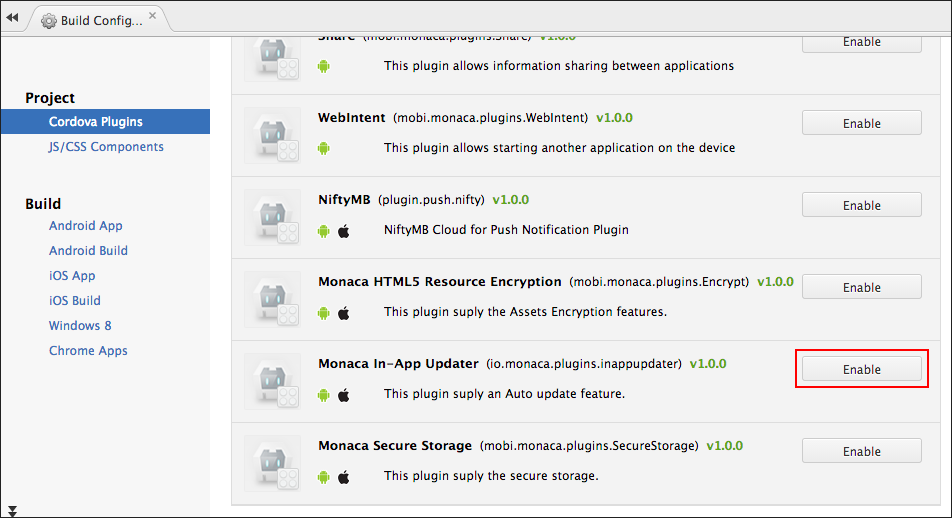 Build Config...
Project
Cordova Plugins
JS/CSS Components
Build
Android App
Android Build
iOS App
iOS Build
Windows 8
Chrome Apps
Share (mobi.monaca.plugins.Share) v1.0.0
Enable
This plugin allows information sharing between applications
WebIntent (mobi.monaca.plugins.WebIntent) v1.0.0
Enable
This plugin allows starting another application on the device
NiftyMB (plugin.push.nifty) v1.0.0
Enable
NiftyMB Cloud for Push Notification Plugin
Monaca HTML5 Resource Encryption (mobi.monaca.plugins.Encrypt) v1.0.0
Enable
This plugin suply the Assets Encryption features.
Monaca In-App Updater (io.monaca.plugins.inappupdater) v1.0.0
Enable
This plugin suply an Auto update feature.
Monaca Secure Storage (mobi.monaca.plugins.SecureStorage) v1.0.0
Enable
This plugin suply the secure storage.